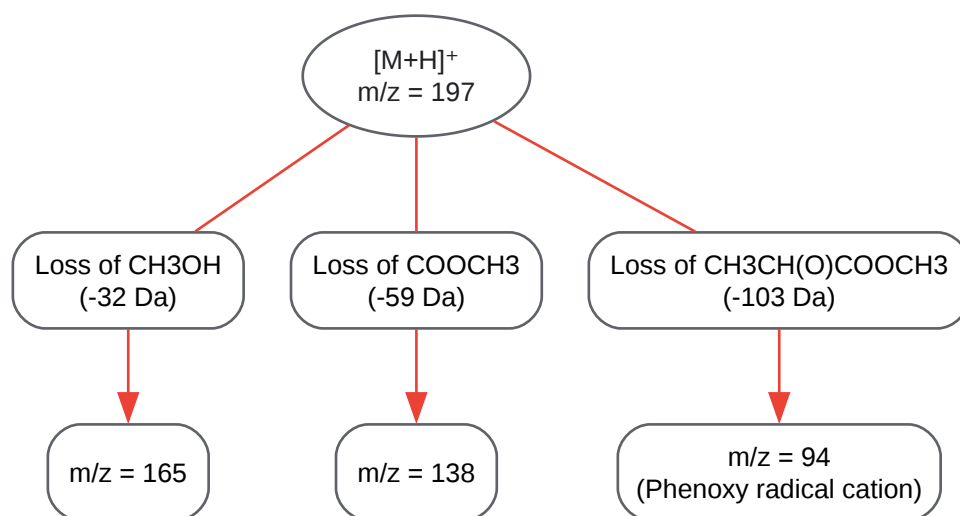 [M+H]⁺
m/z = 197
Loss of CH3OH
(-32 Da)
Loss of COOCH3
(-59 Da)
Loss of CH3CH(O)COOCH3
(-103 Da)
m/z = 165
m/z = 138
m/z = 94
(Phenoxy radical cation)